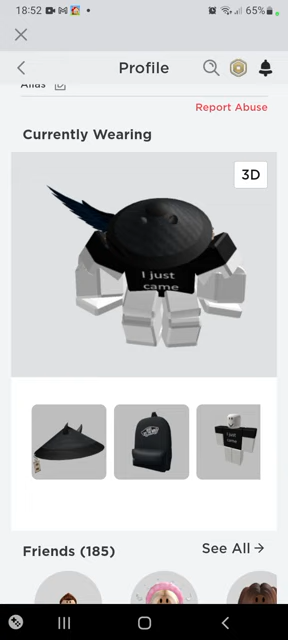 18:52
65%
Profile
Alias
Report Abuse
Currently Wearing
3D
I just
came
Friends (185)
See All →